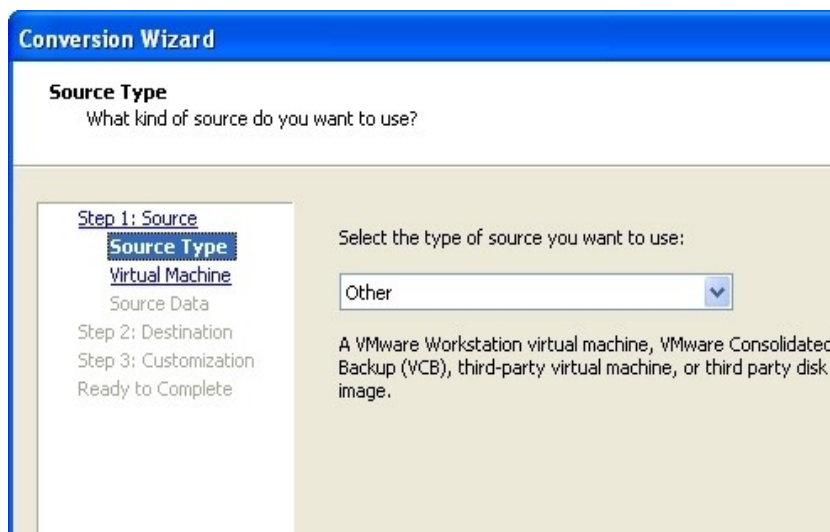 Conversion Wizard
Source Type
What kind of source do you want to use?
Step 1: Source
Source Type
Virtual Machine
Source Data
Step 2: Destination
Step 3: Customization
Ready to Complete
Select the type of source you want to use:
Other
A VMware Workstation virtual machine, VMware Consolidated
Backup (VCB), third-party virtual machine, or third party disk
image.